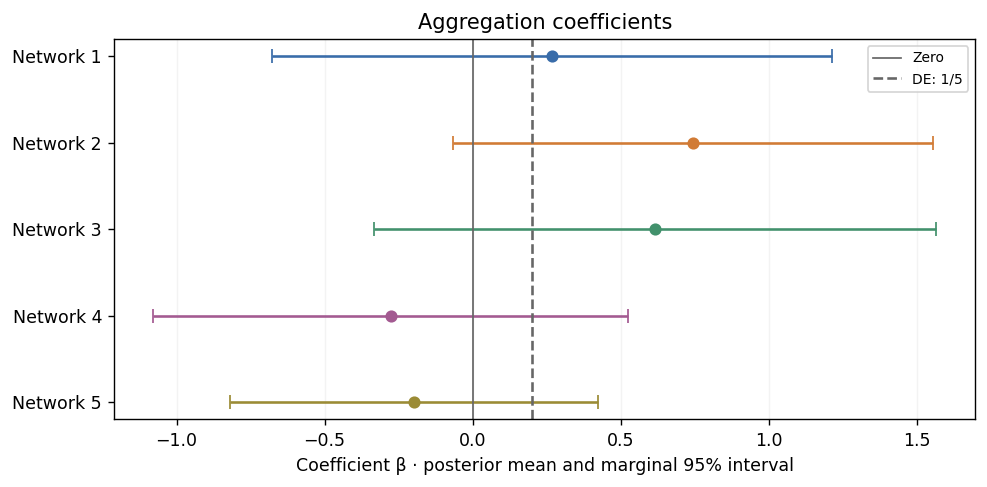 Aggregation coefficients
Zero
DE: 1/5
Network 1
Network 2
Network 3
Network 4
Network 5
−1.0 −0.5 0.0 0.5 1.0 1.5
Coefficient β · posterior mean and marginal 95% interval